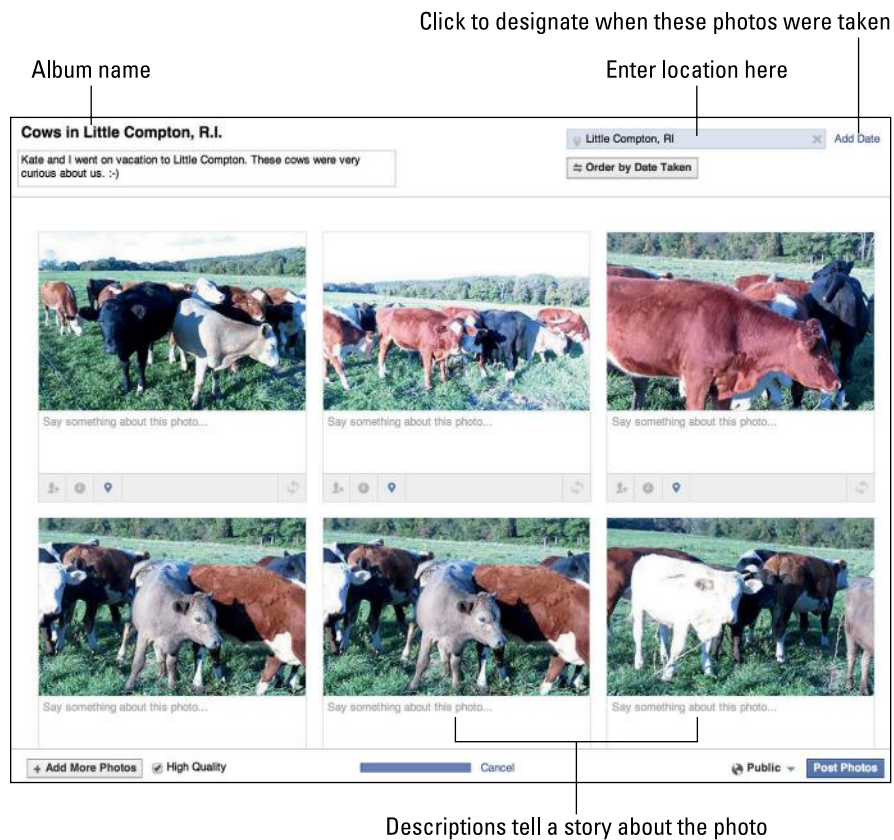 Click to designate when these photos were taken
Album name
Enter location here
Cows in Little Compton, R.I.
Little Compton, RI
Add Date
Kate and I went on vacation to Little Compton. These cows were very
curious about us. :-)
Order by Date Taken
Say something about this photo...
Say something about this photo...
Say something about this photo...
Say something about this photo...
Say something about this photo...
Say something about this photo...
+ Add More Photos
High Quality
Cancel
Public
Post Photos
Descriptions tell a story about the photo